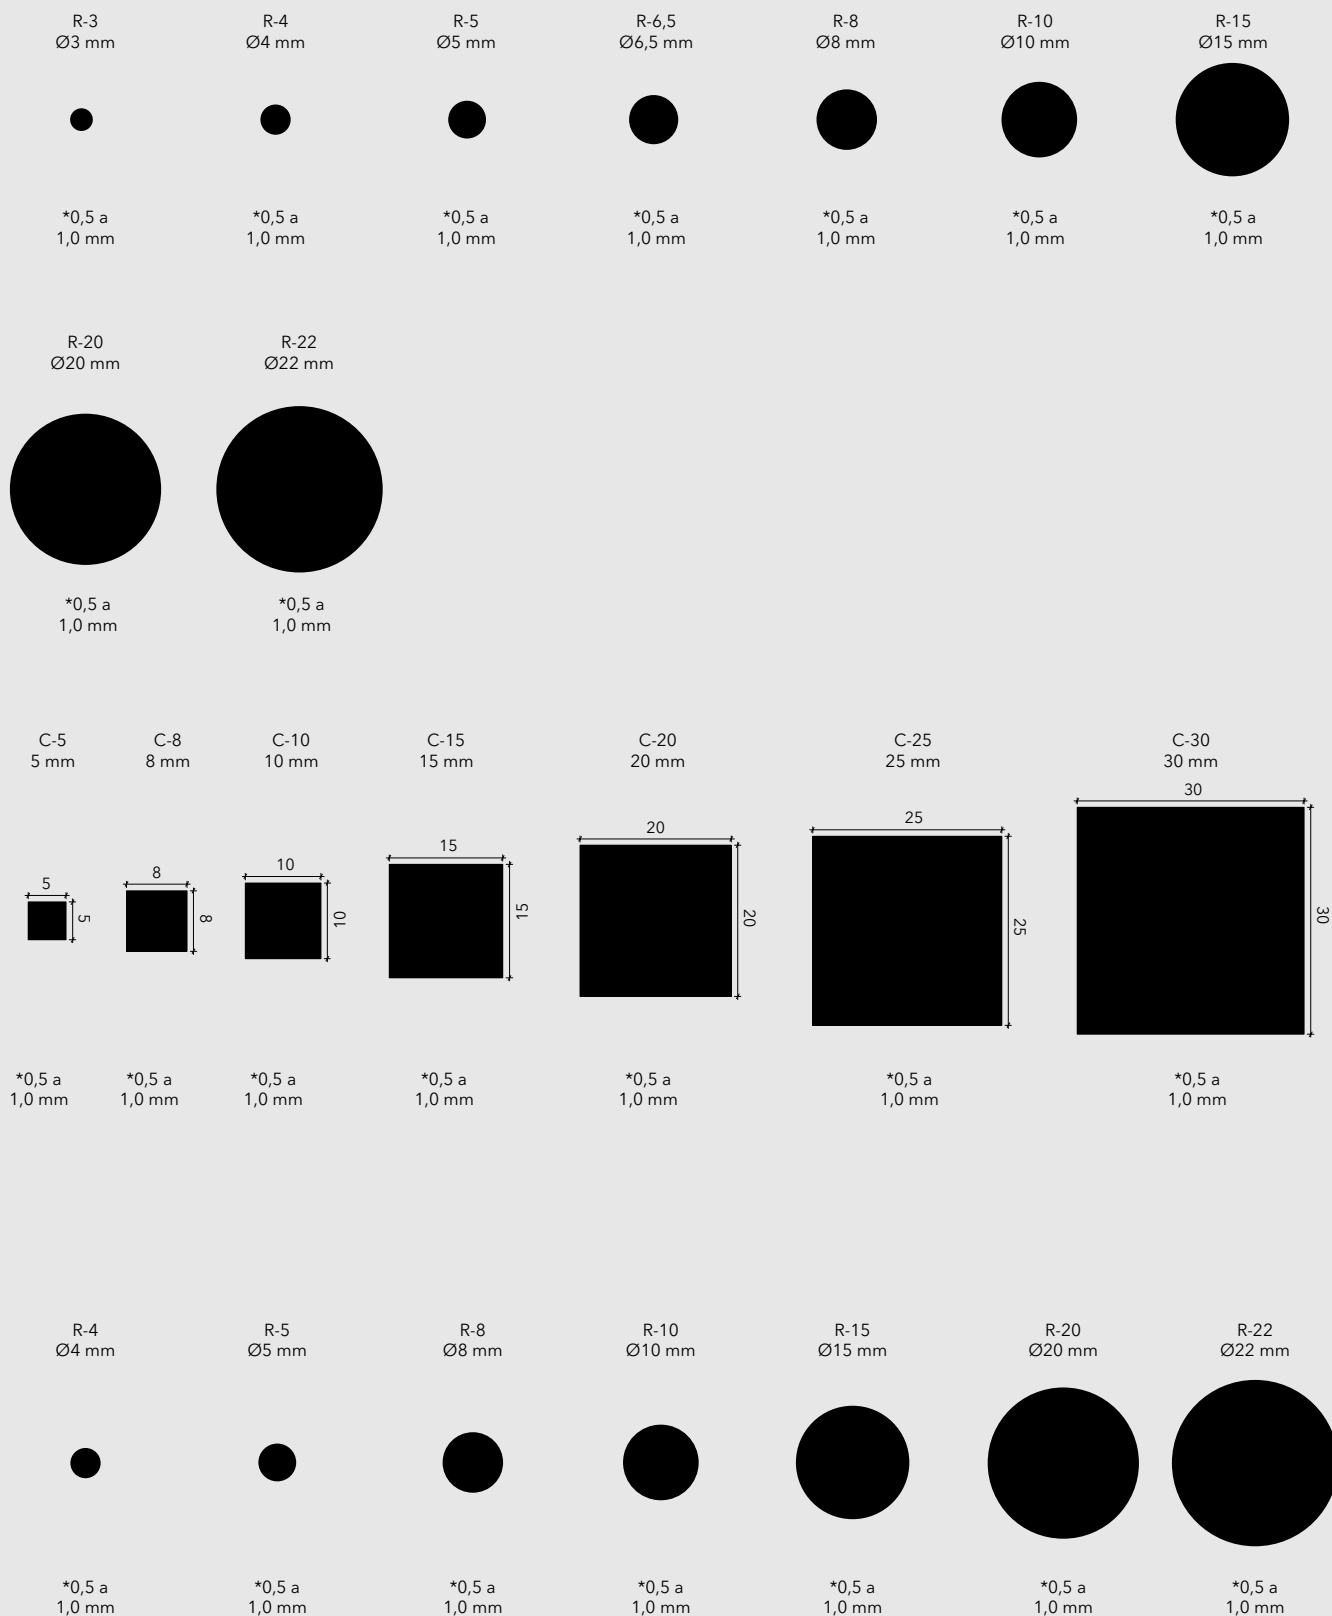 R-3
Ø3 mm
R-4
Ø4 mm
R-5
Ø5 mm
R-6,5
Ø6,5 mm
R-8
Ø8 mm
R-10
Ø10 mm
R-15
Ø15 mm
*0,5 a
1,0 mm
*0,5 a
1,0 mm
*0,5 a
1,0 mm
*0,5 a
1,0 mm
*0,5 a
1,0 mm
*0,5 a
1,0 mm
*0,5 a
1,0 mm
R-20
Ø20 mm
R-22
Ø22 mm
*0,5 a
1,0 mm
*0,5 a
1,0 mm
C-5
5 mm
C-8
8 mm
C-10
10 mm
C-15
15 mm
C-20
20 mm
C-25
25 mm
C-30
30 mm
5
5
8
8
10
10
15
15
20
20
25
25
30
30
*0,5 a
1,0 mm
*0,5 a
1,0 mm
*0,5 a
1,0 mm
*0,5 a
1,0 mm
*0,5 a
1,0 mm
*0,5 a
1,0 mm
*0,5 a
1,0 mm
R-4
Ø4 mm
R-5
Ø5 mm
R-8
Ø8 mm
R-10
Ø10 mm
R-15
Ø15 mm
R-20
Ø20 mm
R-22
Ø22 mm
*0,5 a
1,0 mm
*0,5 a
1,0 mm
*0,5 a
1,0 mm
*0,5 a
1,0 mm
*0,5 a
1,0 mm
*0,5 a
1,0 mm
*0,5 a
1,0 mm